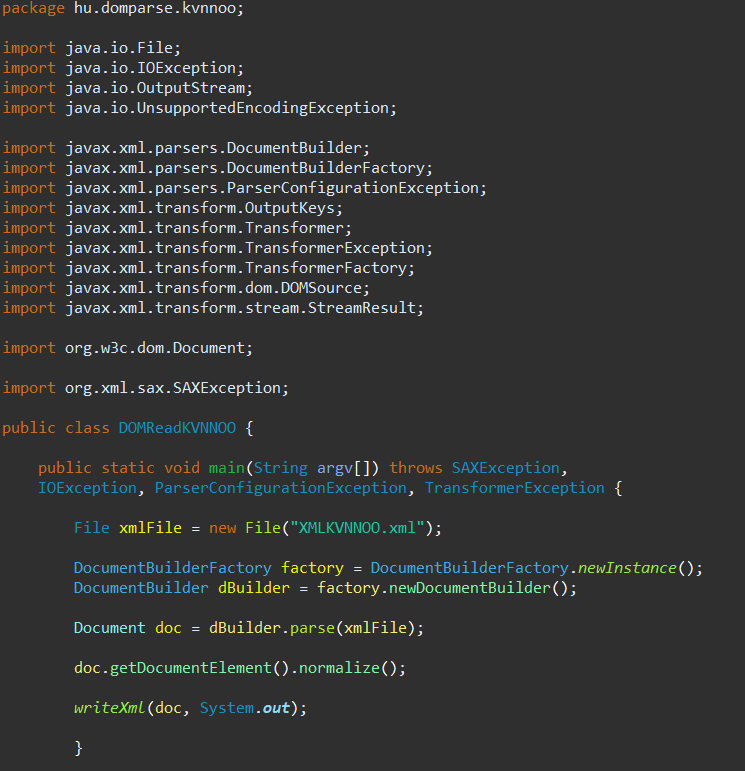 package hu.domparse.kvnnoo;
import java.io.File;
import java.io.IOException;
import java.io.OutputStream;
import java.io.UnsupportedEncodingException;
import javax.xml.parsers.DocumentBuilder;
import javax.xml.parsers.DocumentBuilderFactory;
import javax.xml.parsers.ParserConfigurationException;
import javax.xml.transform.OutputKeys;
import javax.xml.transform.Transformer;
import javax.xml.transform.TransformerException;
import javax.xml.transform.TransformerFactory;
import javax.xml.transform.dom.DOMSource;
import javax.xml.transform.stream.StreamResult;
import org.w3c.dom.Document;
import org.xml.sax.SAXException;
public class DOMReadKVNNOO {
public static void main(String argv[]) throws SAXException,
IOException, ParserConfigurationException, TransformerException {
File xmlFile = new File("XMLKVNNOO.xml");
DocumentBuilderFactory factory = DocumentBuilderFactory.newInstance();
DocumentBuilder dBuilder = factory.newDocumentBuilder();
Document doc = dBuilder.parse(xmlFile);
doc.getDocumentElement().normalize();
writeXml(doc, System.out);
}